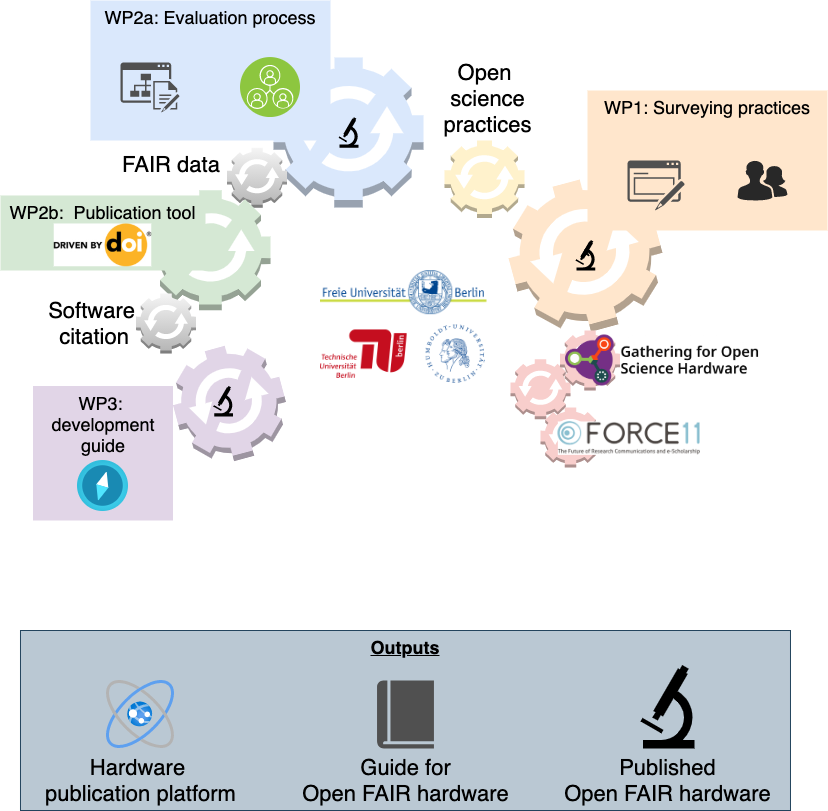 WP2a: Evaluation process
Open
science
practices
WP1: Surveying practices
FAIR data
WP2b: Publication tool
DRIVEN BY doi®
Software
citation
Freie Universität Berlin
Technische
Universität
Berlin
berlin
HUMBOLDT-UNIVERSITÄT ZU BERLIN
Gathering for Open
Science Hardware
WP3:
development
guide
FORCE11
The Future of Research Communications and e-Scholarship
Outputs
Hardware
publication platform
Guide for
Open FAIR hardware
Published
Open FAIR hardware